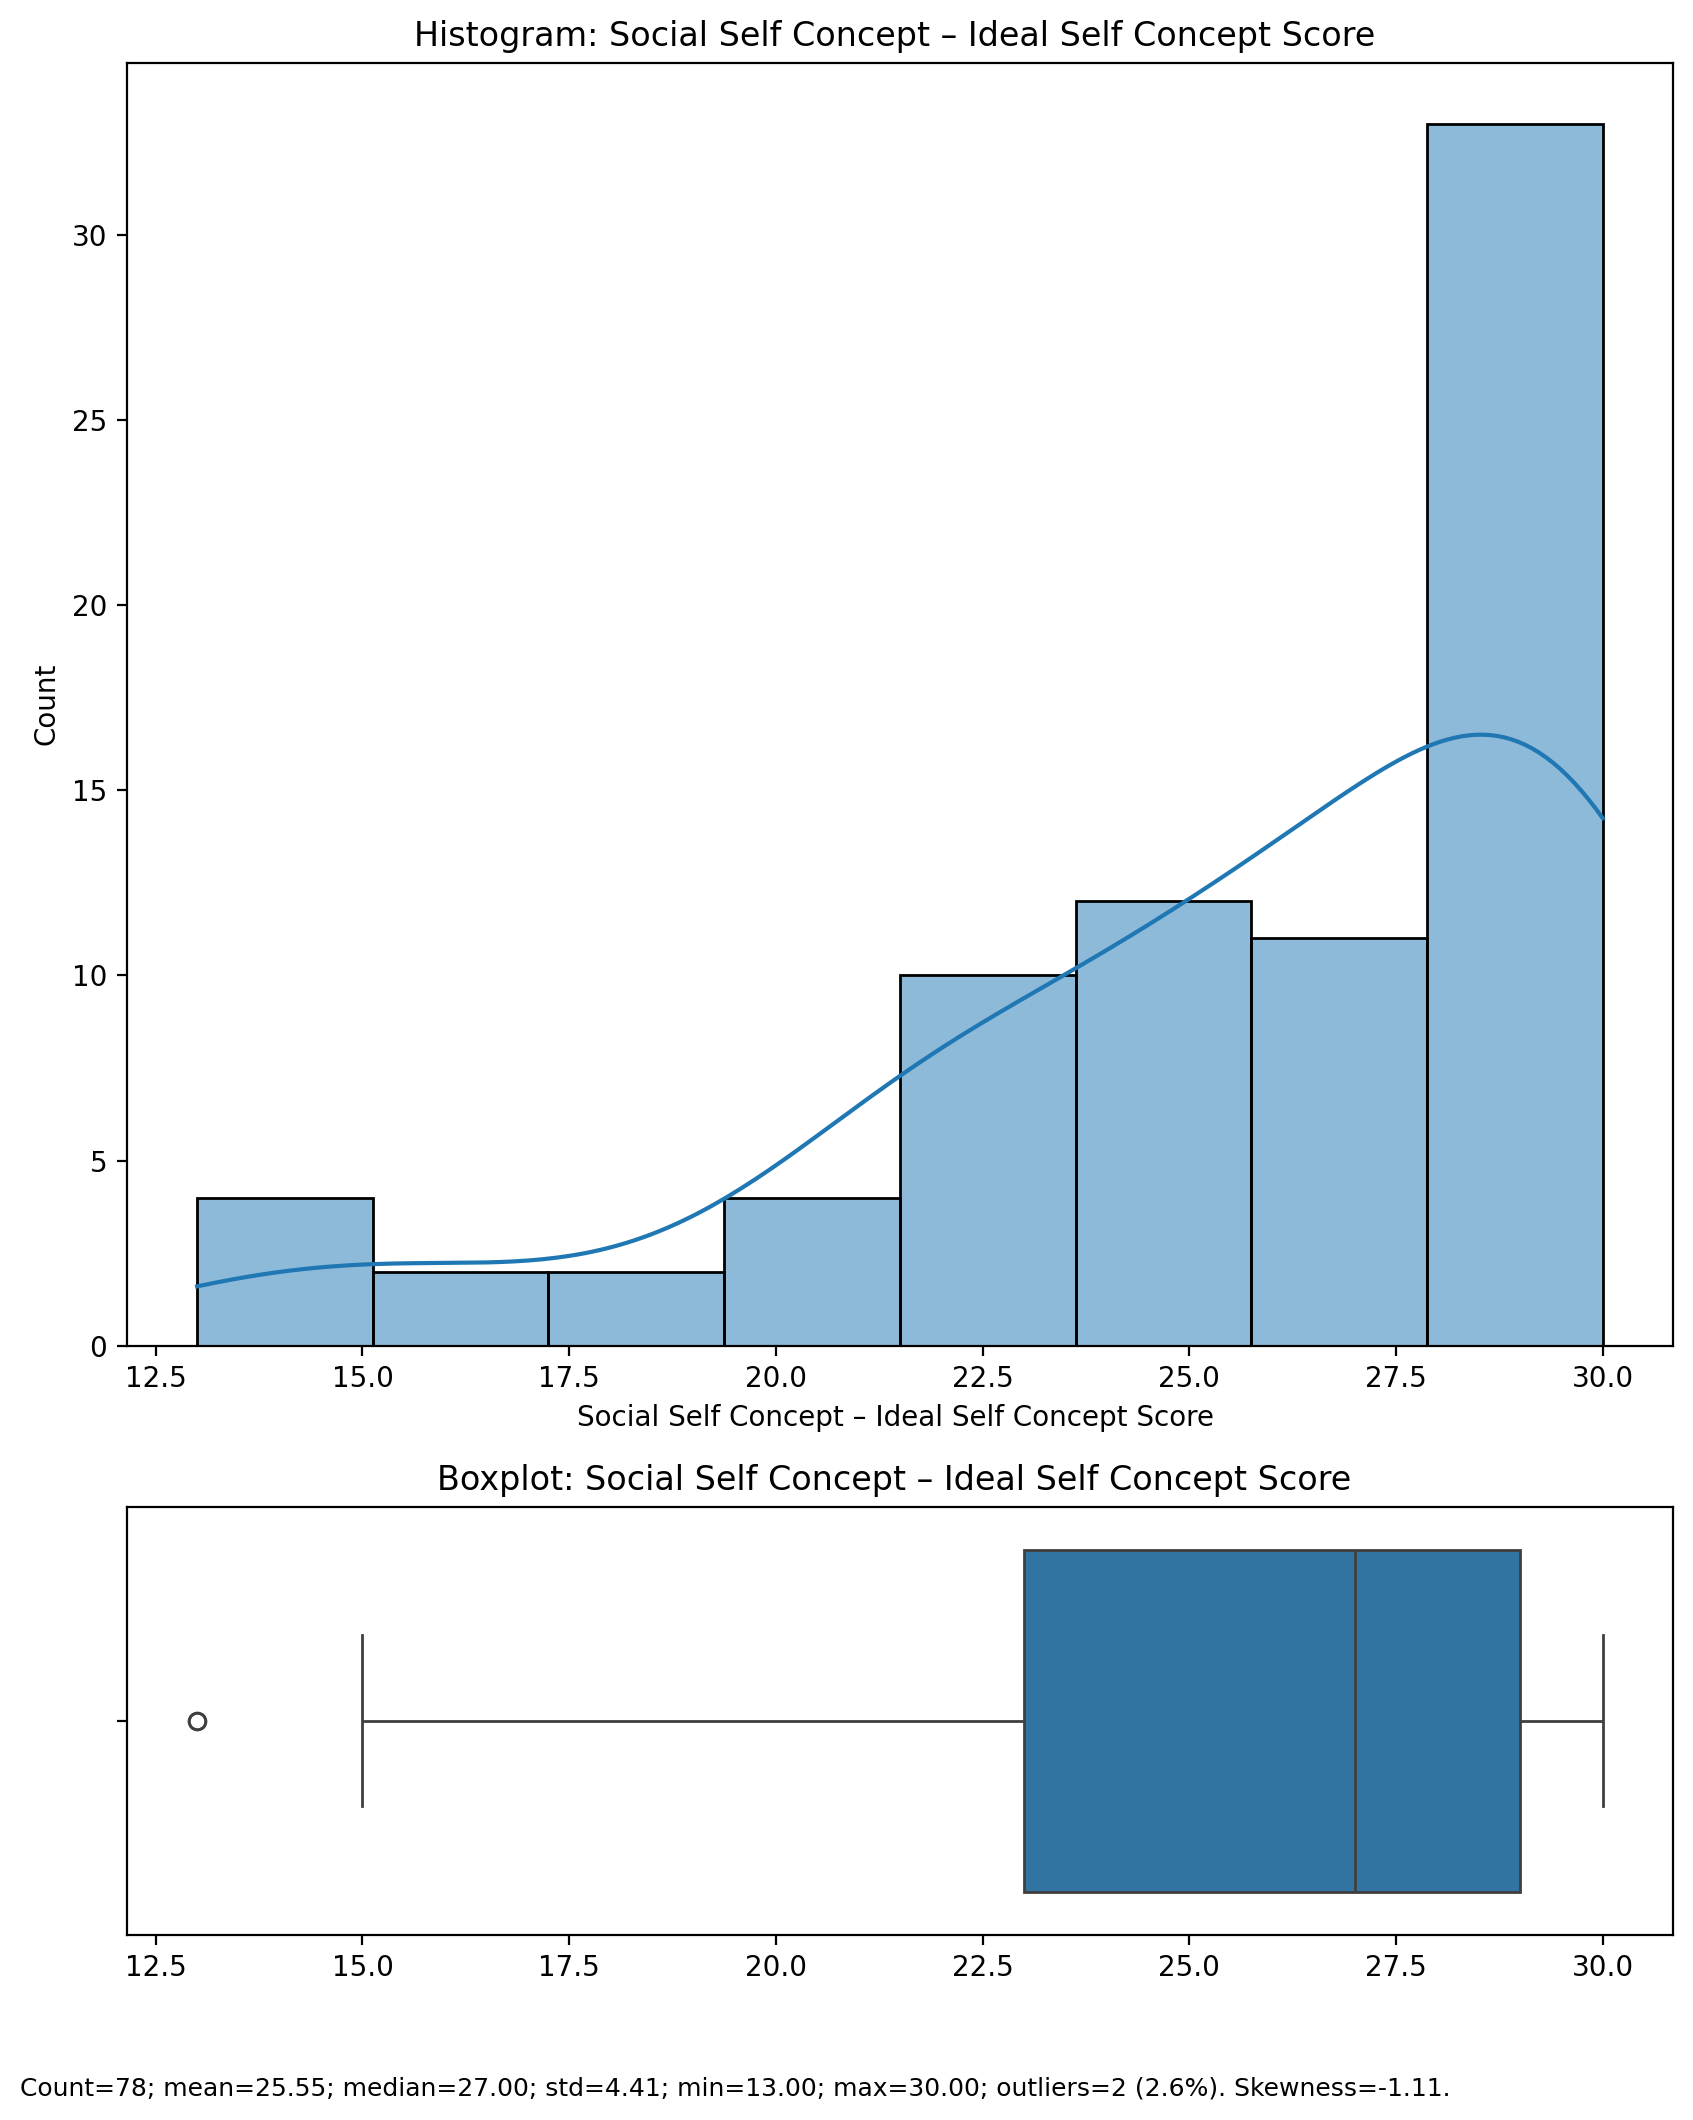 Histogram: Social Self Concept – Ideal Self Concept Score
30
25
20
15
10
5
0
Count
12.5 15.0 17.5 20.0 22.5 25.0 27.5 30.0
Social Self Concept – Ideal Self Concept Score
Boxplot: Social Self Concept – Ideal Self Concept Score
12.5 15.0 17.5 20.0 22.5 25.0 27.5 30.0
Count=78; mean=25.55; median=27.00; std=4.41; min=13.00; max=30.00; outliers=2 (2.6%). Skewness=-1.11.